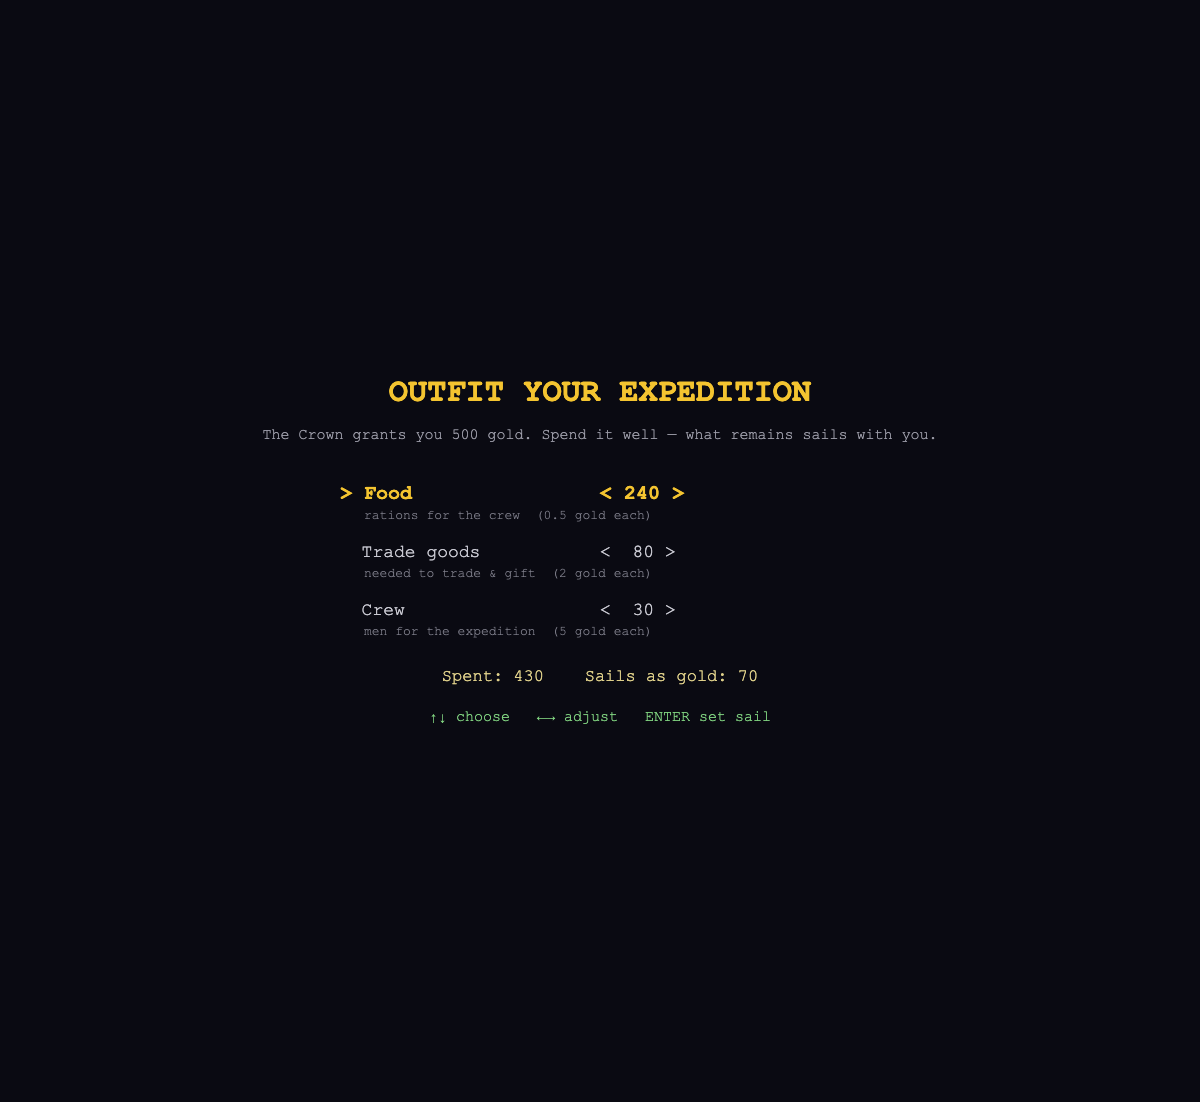 OUTFIT YOUR EXPEDITION
The Crown grants you 500 gold. Spend it well — what remains sails with you.
> Food < 240 >
rations for the crew (0.5 gold each)
Trade goods < 80 >
needed to trade & gift (2 gold each)
Crew < 30 >
men for the expedition (5 gold each)
Spent: 430 Sails as gold: 70
↑↓ choose ←→ adjust ENTER set sail